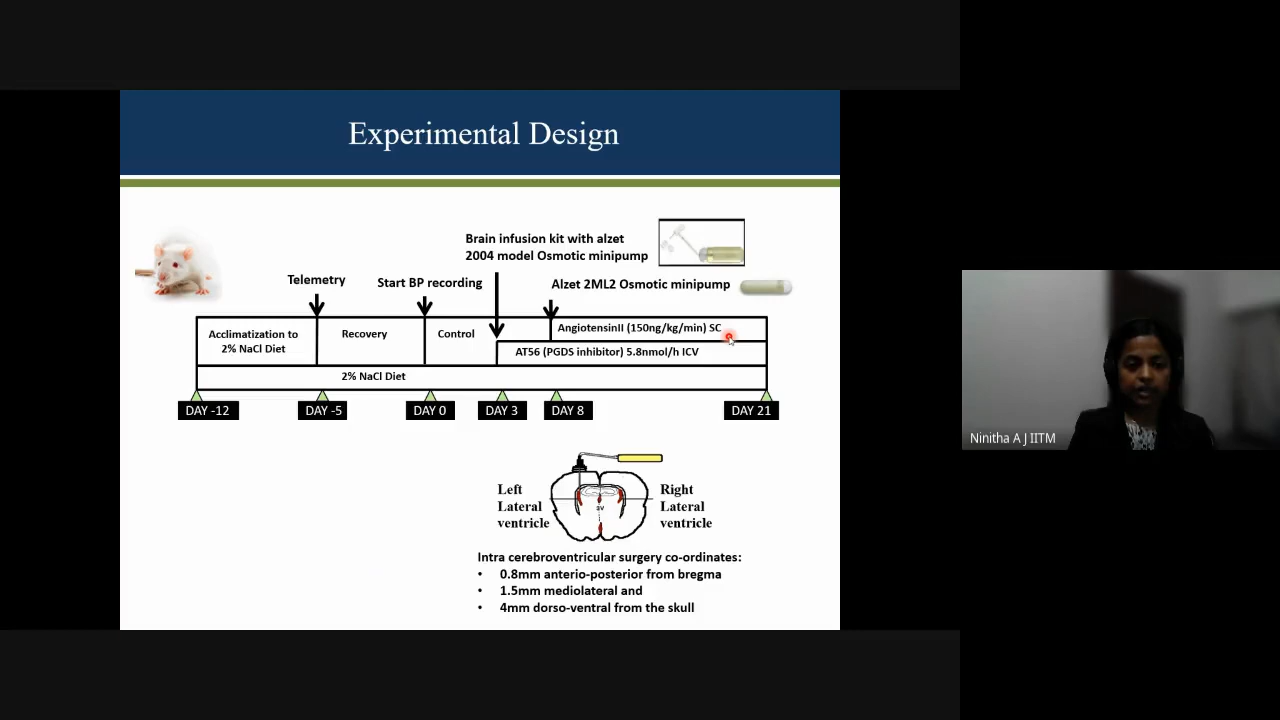 Experimental Design
Brain infusion kit with alzet
2004 model Osmotic minipump
Telemetry
Start BP recording
Alzet 2ML2 Osmotic minipump
Acclimatization to
2% NaCl Diet
Recovery
Control
AngiotensinII (150ng/kg/min) SC
AT56 (PGDS inhibitor) 5.8nmol/h ICV
2% NaCl Diet
DAY -12
DAY -5
DAY 0
DAY 3
DAY 8
DAY 21
Left
Lateral
ventricle
3V
Right
Lateral
ventricle
Intra cerebroventricular surgery co-ordinates:
• 0.8mm anterio-posterior from bregma
• 1.5mm mediolateral and
• 4mm dorso-ventral from the skull
Ninitha A J IITM